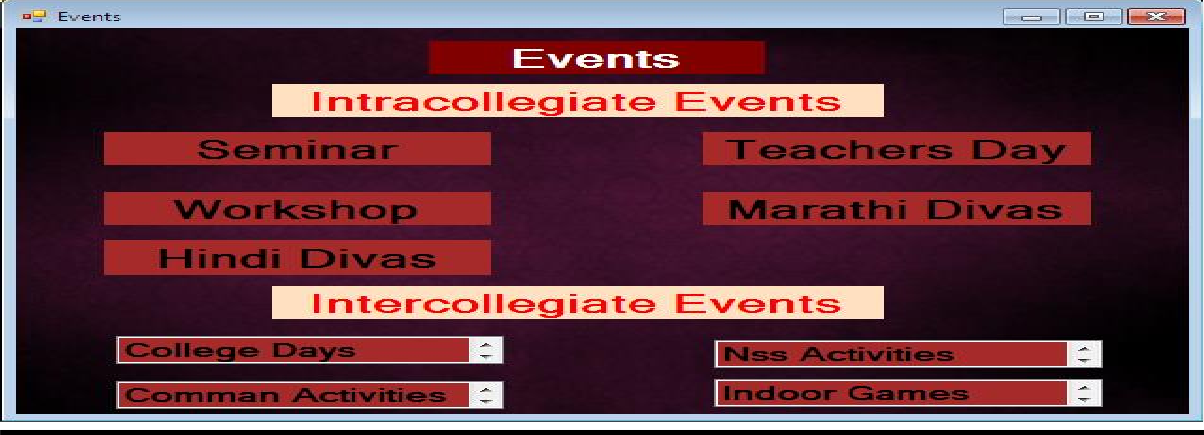 Events
Events
Intracollegiate Events
Seminar
Teachers Day
Workshop
Marathi Divas
Hindi Divas
Intercollegiate Events
College Days
Nss Activities
Comman Activities
Indoor Games